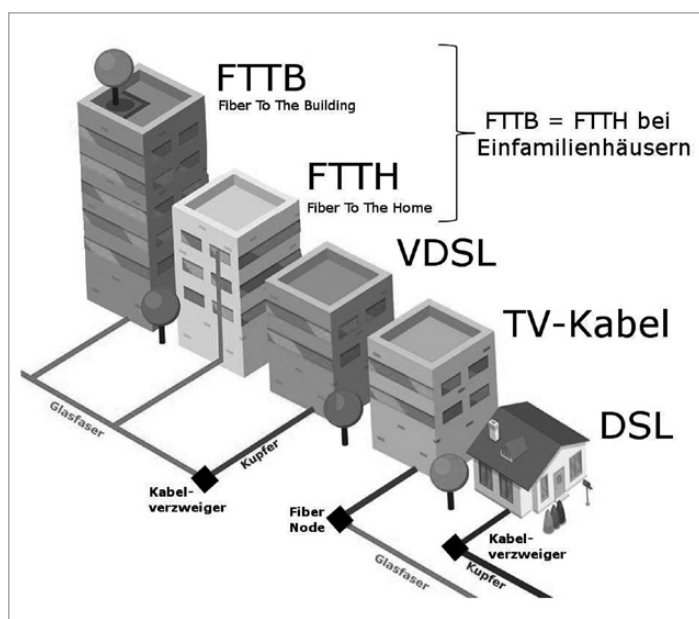 FTTB
Fiber To The Building
FTTB = FTTH bei
Einfamilienhäusern
FTTH
Fiber To The Home
VDSL
TV-Kabel
DSL
Glasfaser
Kupfer
Kabel-
verzweiger
Fiber
Node
Kabel-
verzweiger
Glasfaser
Kupfer